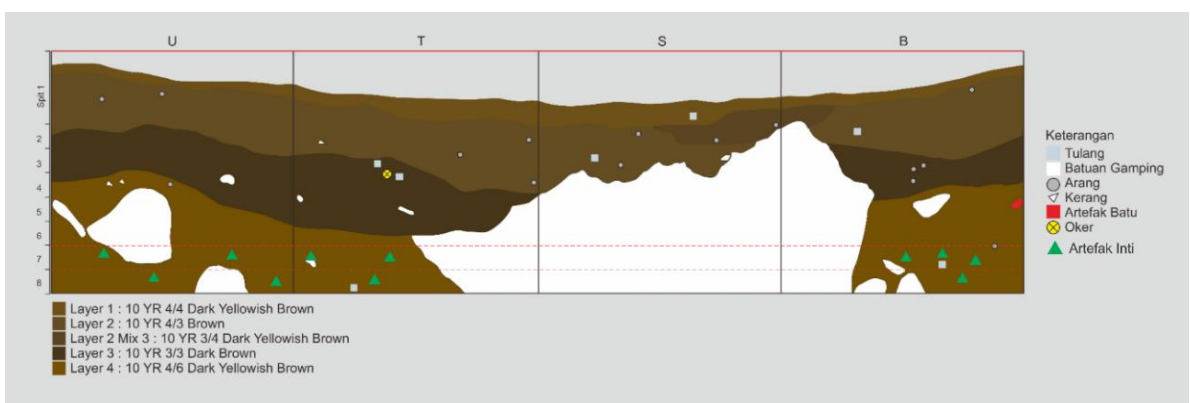 U T S B
Spit 1
2
3
4
5
6
7
8
Keterangan
Tulang
Batuan Gamping
Arang
Kerang
Artefak Batu
Oker
Artefak Inti
Layer 1 : 10 YR 4/4 Dark Yellowish Brown
Layer 2 : 10 YR 4/3 Brown
Layer 2 Mix 3 : 10 YR 3/4 Dark Yellowish Brown
Layer 3 : 10 YR 3/3 Dark Brown
Layer 4 : 10 YR 4/6 Dark Yellowish Brown